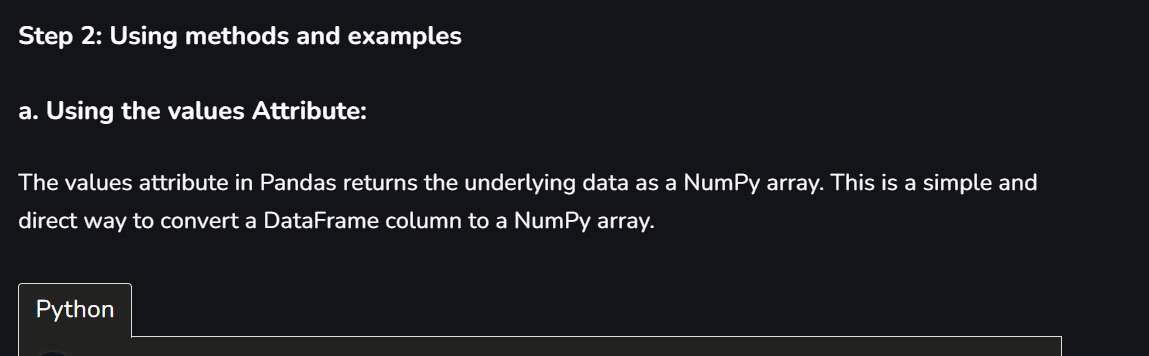 Step 2: Using methods and examples
a. Using the values Attribute:
The values attribute in Pandas returns the underlying data as a NumPy array. This is a simple and
direct way to convert a DataFrame column to a NumPy array.
Python